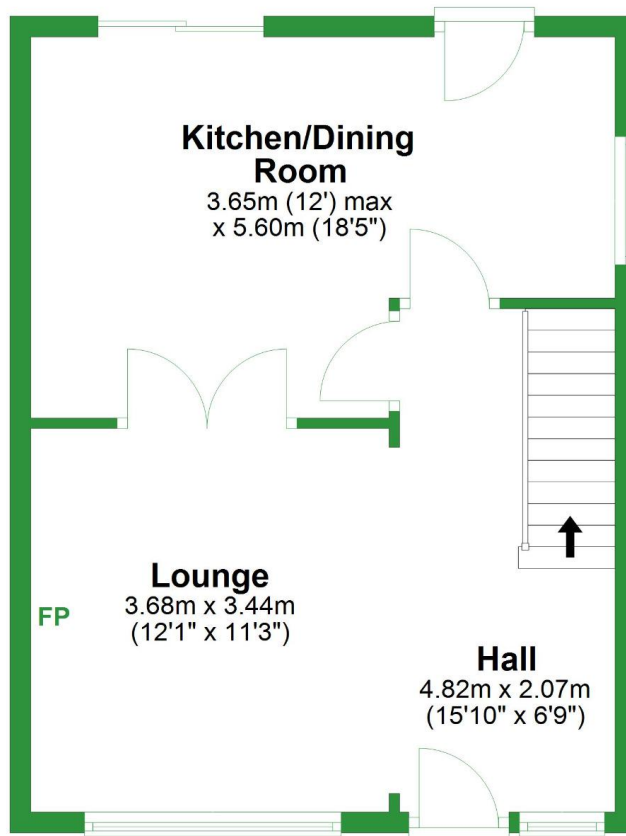 Kitchen/Dining
Room
3.65m (12') max
x 5.60m (18'5")
Lounge
3.68m x 3.44m
(12'1" x 11'3")
FP
Hall
4.82m x 2.07m
(15'10" x 6'9")